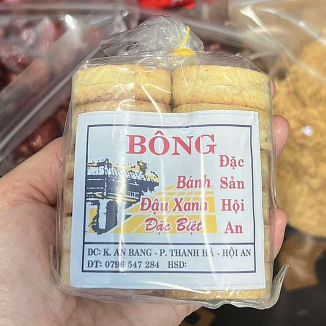 BÔNG
Đặc
Bánh Sản
Đậu Xanh Hội
Đặc Biệt An
DC: K. AN BANG - P. THANH HÀ - HỘI AN
ĐT: 0796 547 284 HSD: